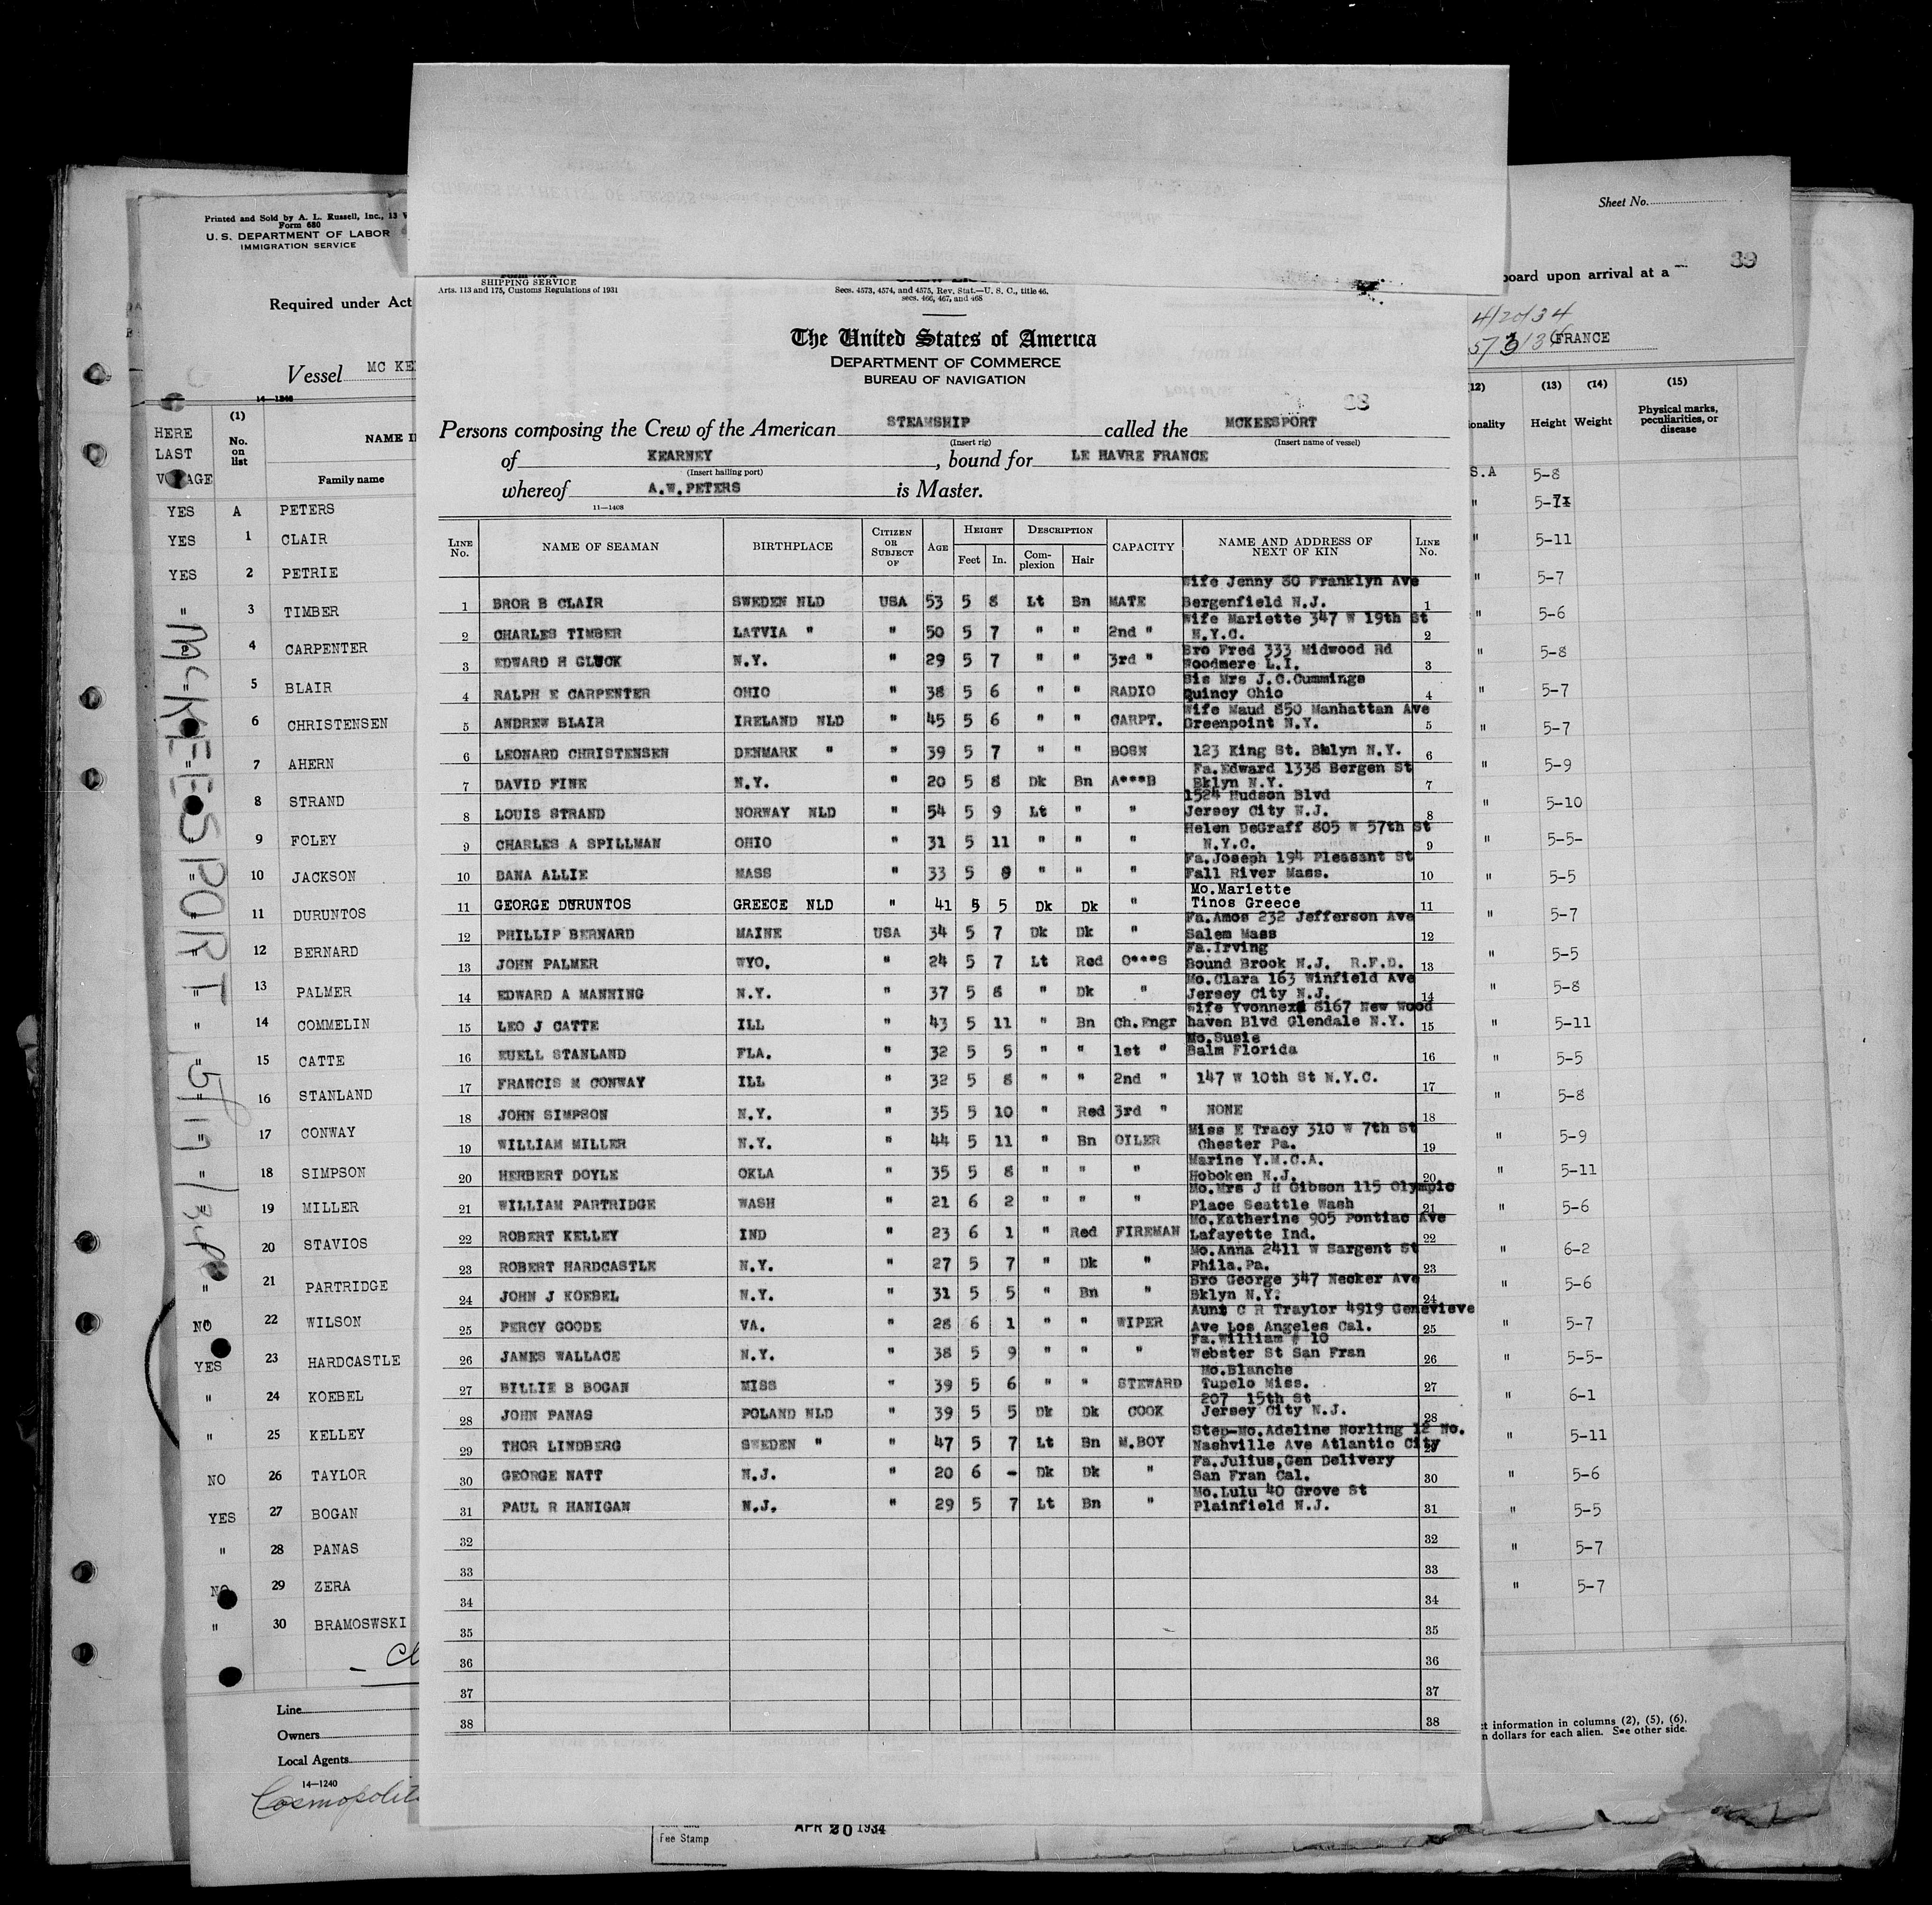 Printed and Sold by A. L. Russell, Inc., 13
Form 680
U. S. DEPARTMENT OF LABOR
IMMIGRATION SERVICE
Required under Act
Vessel MC KE
14—1240
HERE LAST VOYAGE
(1)
No. on list
NAME I
Family name
YES A PETERS
YES 1 CLAIR
YES 2 PETRIE
" 3 TIMBER
" 4 CARPENTER
" 5 BLAIR
6 CHRISTENSEN
" 7 AHERN
8 STRAND
9 FOLEY
" 10 JACKSON
11 DURUNTOS
" 12 BERNARD
" 13 PALMER
" 14 COMMELIN
" 15 CATTE
" 16 STANLAND
" 17 CONWAY
" 18 SIMPSON
" 19 MILLER
20 STAVIOS
" 21 PARTRIDGE
NO 22 WILSON
YES 23 HARDCASTLE
" 24 KOEBEL
" 25 KELLEY
NO 26 TAYLOR
YES 27 BOGAN
" 28 PANAS
NO 29 ZERA
" 30 BRAMOSWSKI
McKEESPORT
Line
Owners
Local Agents
14—1240
Cosmopolit
SHIPPING SERVICE
Arts. 113 and 175, Customs Regulations of 1931
Secs. 4573, 4574, and 4575, Rev. Stat.—U. S. C., title 46,
secs. 466, 467, and 468
The United States of America
DEPARTMENT OF COMMERCE
BUREAU OF NAVIGATION
Persons composing the Crew of the American STEAMSHIP called the MCKEESPORT
(Insert rig) (Insert name of vessel)
of KEARNEY, bound for LE HAVRE FRANCE
(Insert hailing port)
whereof A.W.PETERS is Master.
11—1408
LINE No. NAME OF SEAMAN BIRTHPLACE CITIZEN OR SUBJECT OF AGE HEIGHT Feet In. DESCRIPTION Complexion Hair CAPACITY NAME AND ADDRESS OF NEXT OF KIN LINE No.
Wife Jenny 80 Franklyn Ave
1 BROR B CLAIR SWEDEN NLD USA 53 5 8 Lt Bn MATE Bergenfield N.J. 1
Wife Mariette 347 W 19th St
2 CHARLES TIMBER LATVIA " " 50 5 7 " " 2nd " N.Y.C. 2
Bro Fred 333 Midwood Rd
3 EDWARD H GLUCK N.Y. " 29 5 7 " " 3rd " Woodmere L.I. 3
Sis Mrs J.C.Cummings
4 RALPH E CARPENTER OHIO " 38 5 6 " " RADIO Quincy Ohio 4
Wife Maud 850 Manhattan Ave
5 ANDREW BLAIR IRELAND NLD " 45 5 6 " " CARPT. Greenpoint N.Y. 5
6 LEONARD CHRISTENSEN DENMARK " " 39 5 7 " " BOSN 123 King St. Bklyn N.Y. 6
Fa.Edward 1338 Bergen St
7 DAVID FINE N.Y. " 20 5 8 Dk Bn A***B Bklyn N.Y. 7
1524 Hudson Blvd
8 LOUIS STRAND NORWAY NLD " 54 5 9 Lt " " Jersey City N.J. 8
Helen DeGraff 805 W 57th St
9 CHARLES A SPILLMAN OHIO " 31 5 11 " " " N.Y.C. 9
Fa.Joseph 194 Pleasant St
10 DANA ALLIE MASS " 33 5 9 " " " Fall River Mass. 10
Mo.Mariette
11 GEORGE DURUNTOS GREECE NLD " 41 5 5 Dk Dk " Tinos Greece 11
Fa.Amos 232 Jefferson Ave
12 PHILLIP BERNARD MAINE USA 34 5 7 Dk Dk " Salem Mass 12
Fa.Irving
13 JOHN PALMER WYO. " 24 5 7 Lt Red O***S Bound Brook N.J. R.F.D. 13
Mo.Clara 163 Winfield Ave
14 EDWARD A MANNING N.Y. " 37 5 8 " Dk " Jersey City N.J. 14
Wife Yvonne 8167 New Wood
15 LEO J CATTE ILL " 43 5 11 " Bn Ch.Engr haven Blvd Glendale N.Y. 15
Mo.Susie
16 EUELL STANLAND FLA. " 32 5 5 " " 1st " Balm Florida 16
17 FRANCIS M CONWAY ILL " 32 5 8 " " 2nd " 147 W 10th St N.Y.C. 17
18 JOHN SIMPSON N.Y. " 35 5 10 " Red 3rd " NONE 18
Miss E Tracy 310 W 7th St
19 WILLIAM MILLER N.Y. " 44 5 11 " Bn OILER Chester Pa. 19
Marine Y.M.C.A.
20 HERBERT DOYLE OKLA " 35 5 8 " " " Hoboken N.J. 20
Mo.Mrs J H Gibson 115 Olympic
21 WILLIAM PARTRIDGE WASH " 21 6 2 " " " Place Seattle Wash 21
Mo.Katherine 905 Pontiac Ave
22 ROBERT KELLEY IND " 23 6 1 " Red FIREMAN Lafayette Ind. 22
Mo.Anna 2411 W Sargent St
23 ROBERT HARDCASTLE N.Y. " 27 5 7 " Dk " Phila.Pa. 23
Bro George 347 Necker Ave
24 JOHN J KOEBEL N.Y. " 31 5 5 " Bn " Bklyn N.Y. 24
Aunt C R Traylor 4919 Genevieve
25 PERCY GOODE VA. " 28 6 1 " " WIPER Ave Los Angeles Cal. 25
Fa.William # 10
26 JAMES WALLACE N.Y. " 38 5 9 " " " Webster St San Fran 26
Mo.Blanche
27 BILLIE B BOGAN MISS " 39 5 6 " " STEWARD Tupelo Miss. 27
207 15th St
28 JOHN PANAS POLAND NLD " 39 5 5 Dk Dk COOK Jersey City N.J. 28
Step-Mo.Adeline Norling 12 No.
29 THOR LINDBERG SWEDEN " " 47 5 7 Lt Bn M.BOY Nashville Ave Atlantic City 29
Fa.Julius,Gen Delivery
30 GEORGE NATT N.J. " 20 6 - Dk Dk " San Fran Cal. 30
Mo.Lulu 40 Grove St
31 PAUL R HANIGAN N.J. " 29 5 7 Lt Bn " Plainfield N.J. 31
32 32
33 33
34 34
35 35
36 36
37 37
38 38
Fee Stamp
APR 20 1934
Sheet No.
89
board upon arrival at a
4/20/34
FRANCE
(12) (13) (14) (15)
ionality Height Weight Physical marks, peculiarities, or disease
S.A 5-8
" 5-7
" 5-11
" 5-7
" 5-6
" 5-8
" 5-7
" 5-7
" 5-9
" 5-10
" 5-5-
" 5-5
" 5-7
" 5-5
" 5-8
" 5-11
" 5-5
" 5-8
" 5-9
" 5-11
" 5-6
" 6-2
" 5-6
" 5-7
" 5-5-
" 6-1
" 5-11
" 5-6
" 5-5
" 5-7
" 5-7
t information in columns (2), (5), (6),
n dollars for each alien. See other side.